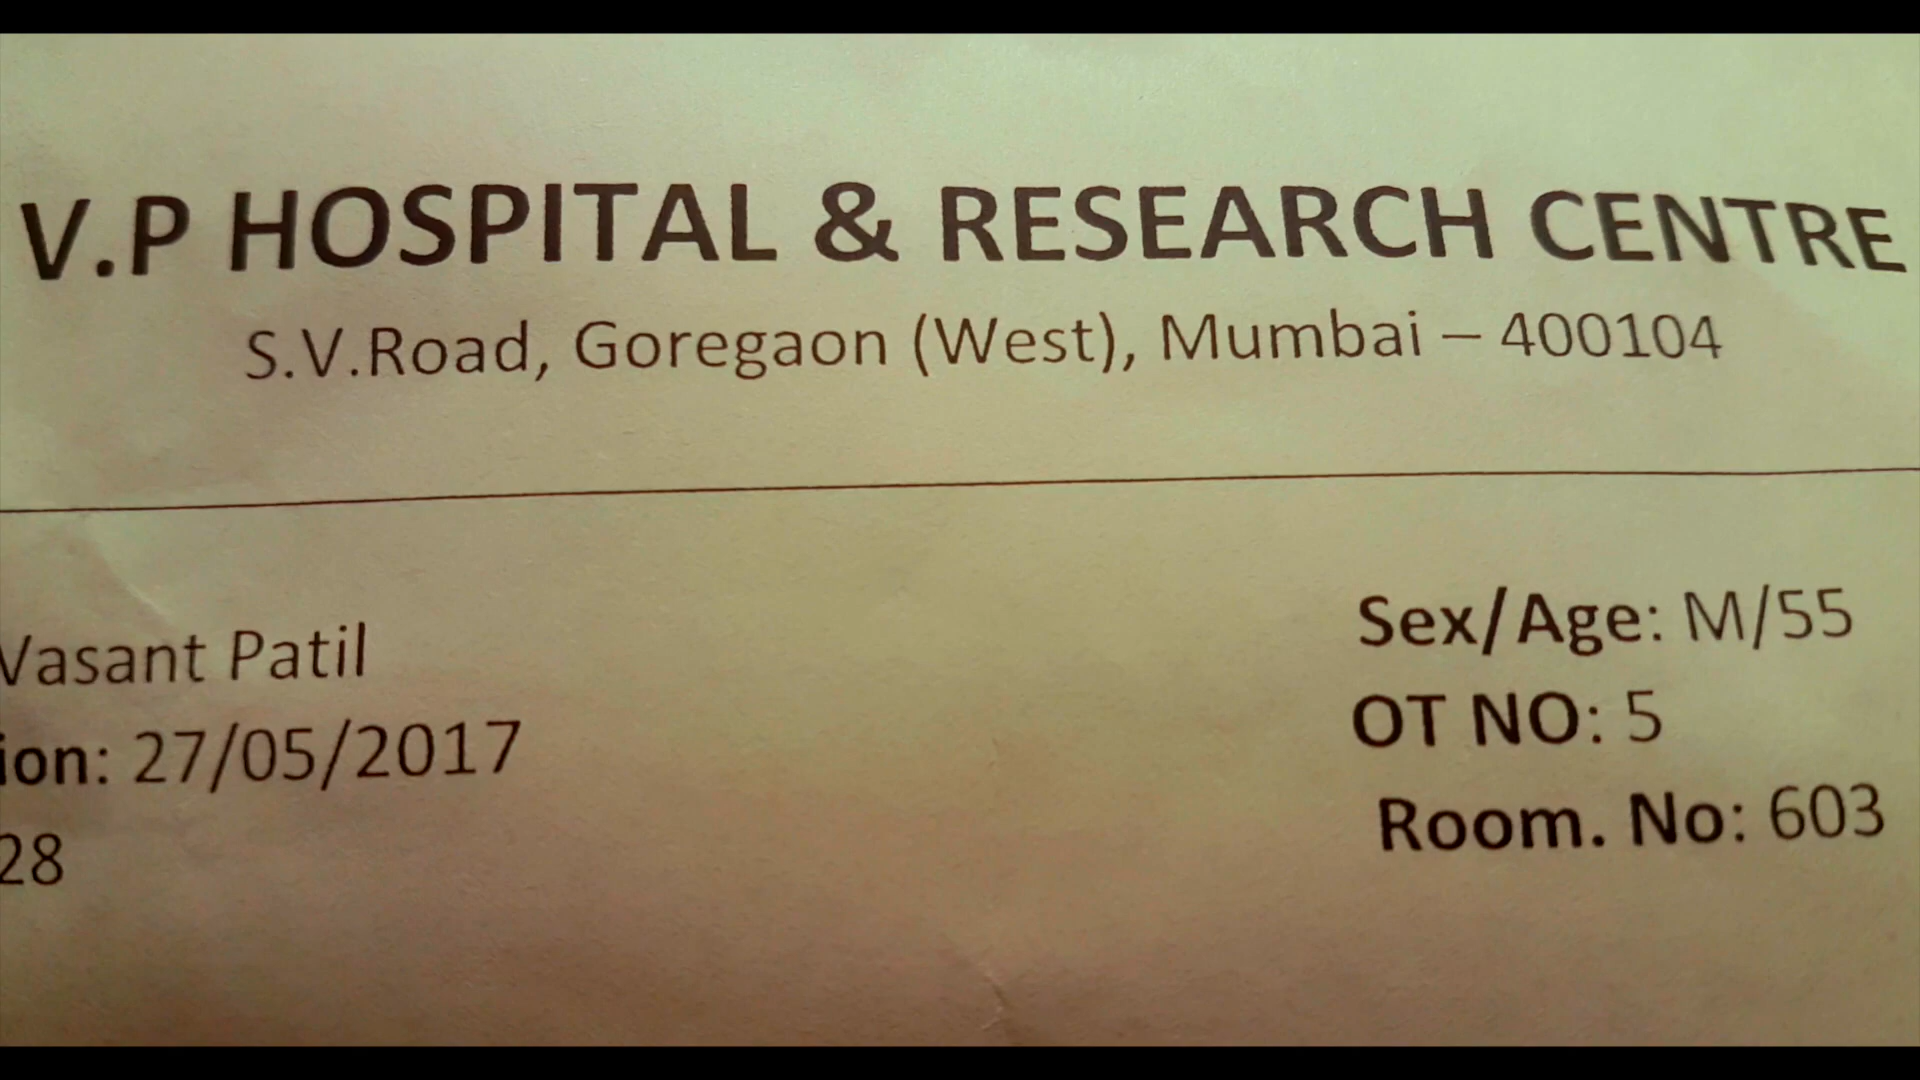 V.P HOSPITAL & RESEARCH CENTRE
S.V.Road, Goregaon (West), Mumbai – 400104
Vasant Patil
Sex/Age: M/55
ion: 27/05/2017
OT NO: 5
28
Room. No: 603